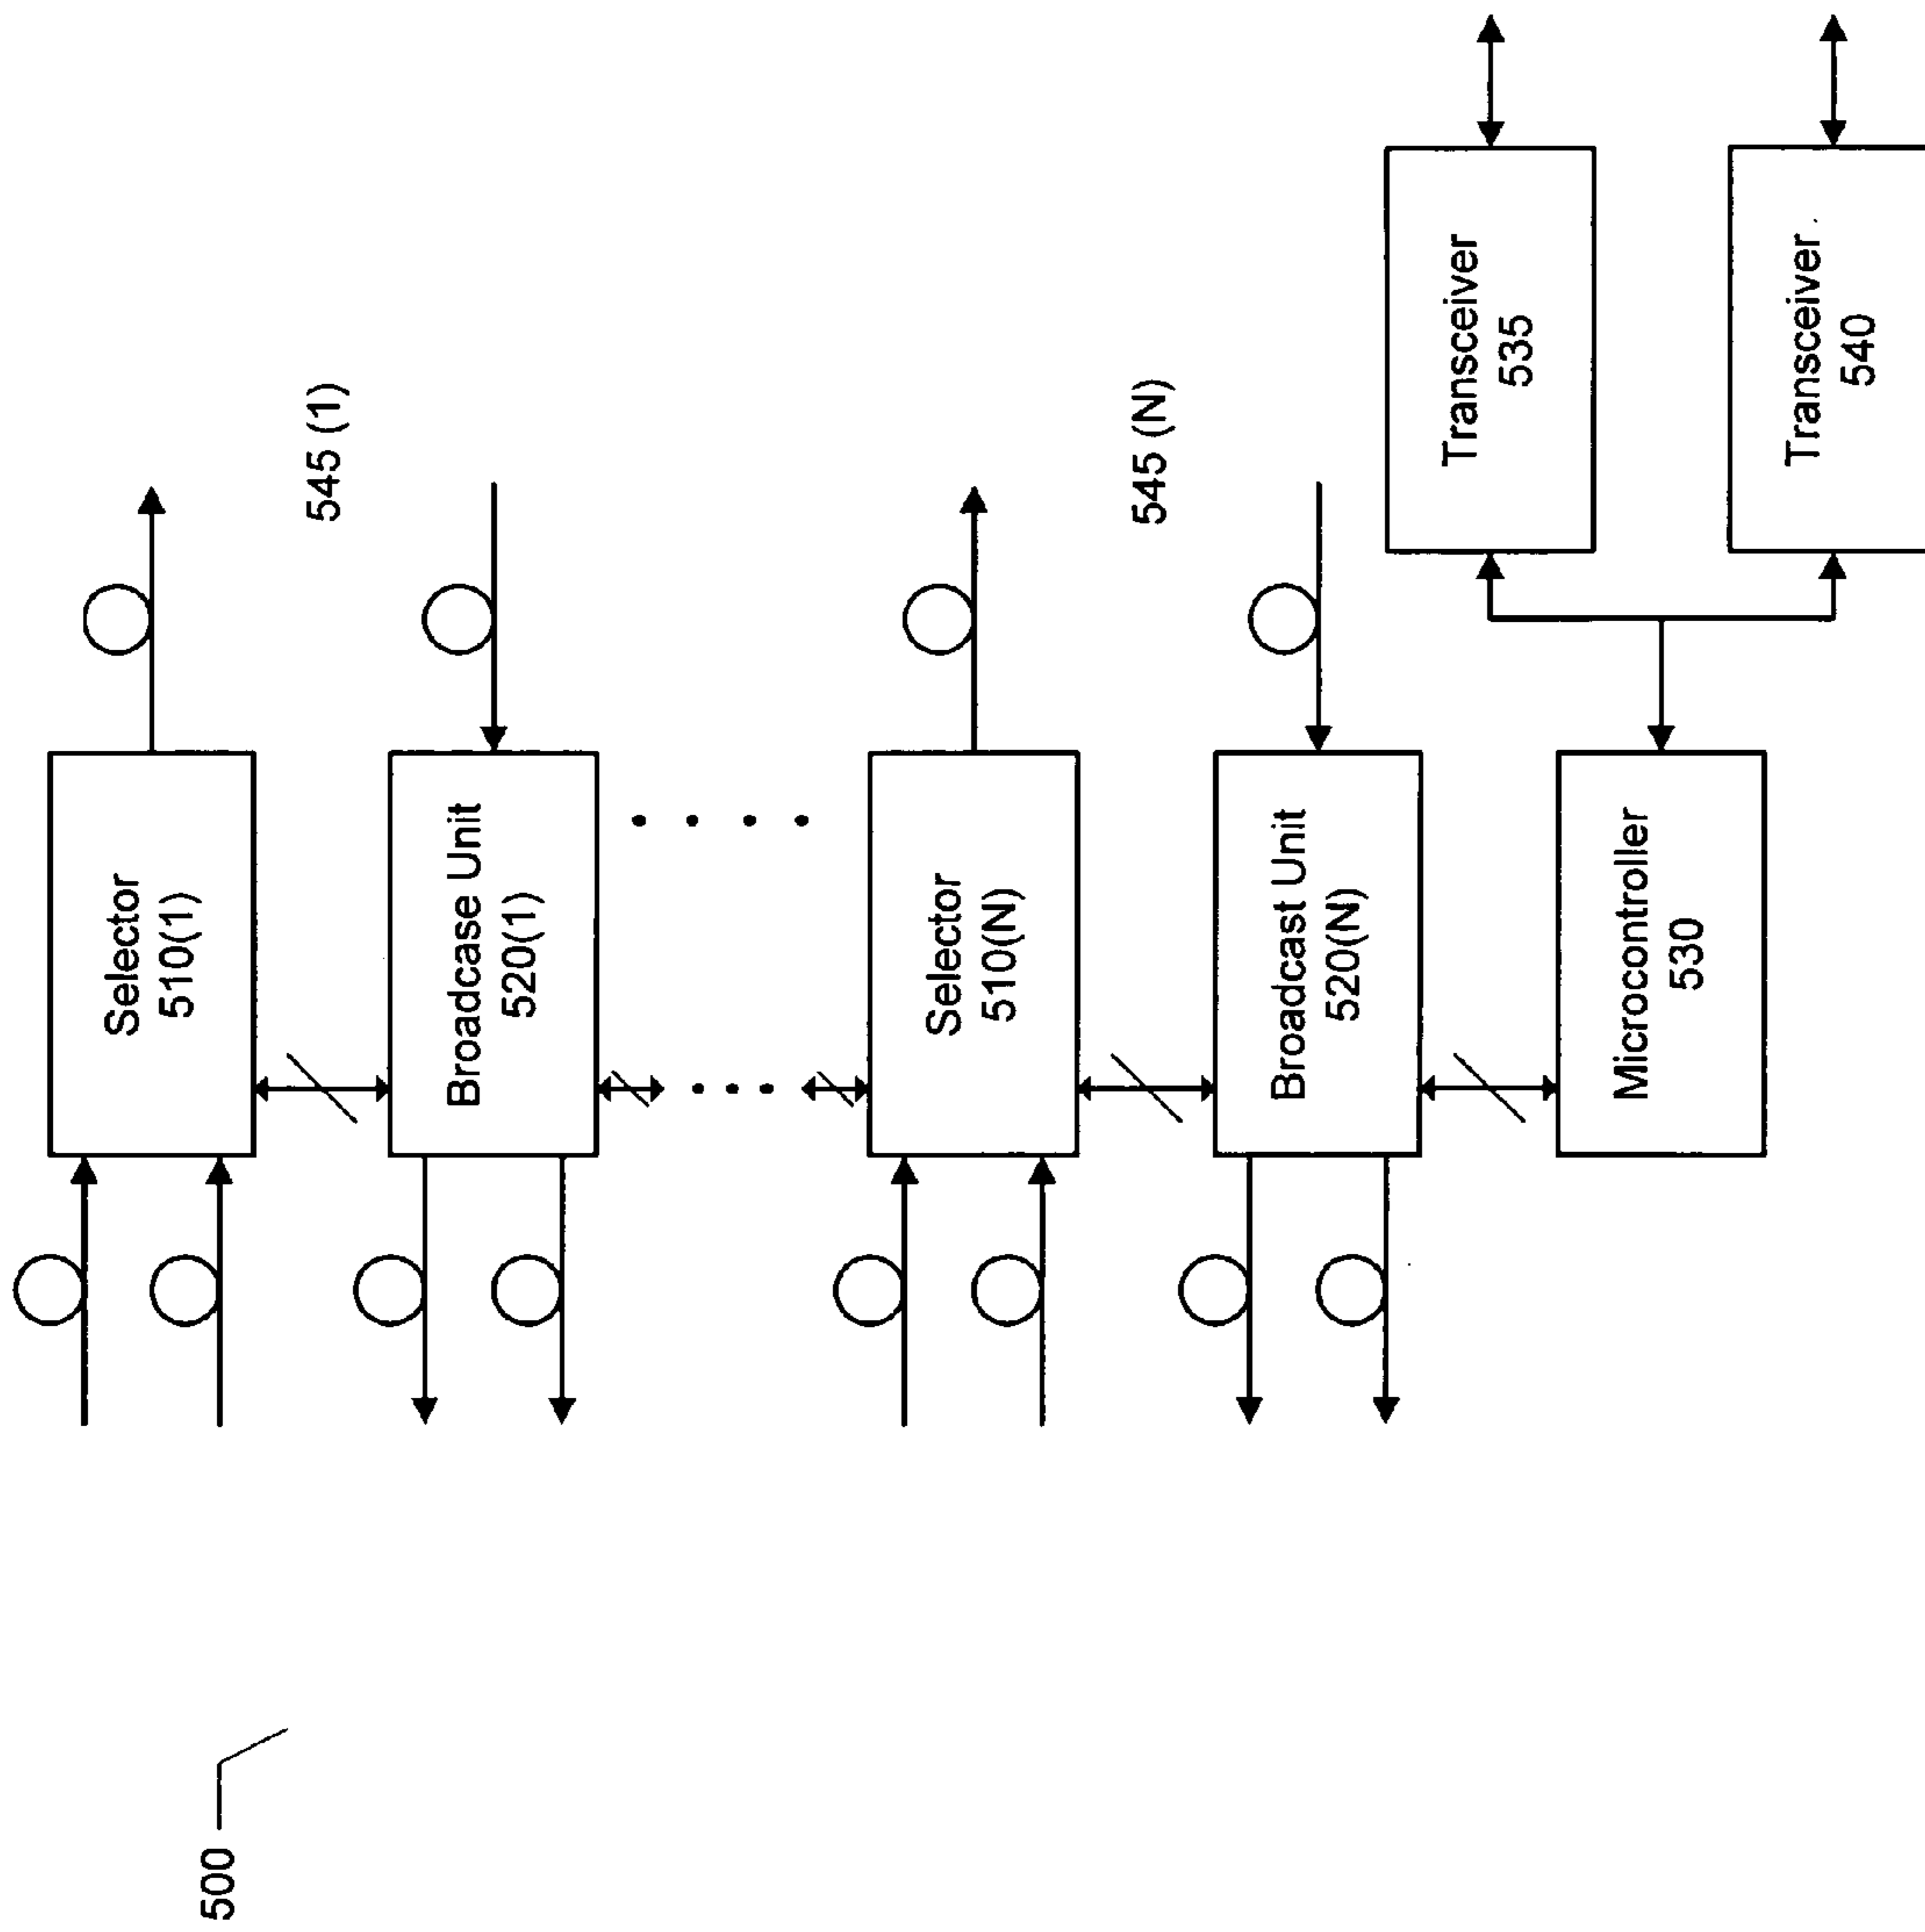 500
Selector
510(1)
545 (1)
Broadcase Unit
520(1)
Selector
510(N)
545 (N)
Broadcast Unit
520(N)
Microcontroller
530
Transceiver
535
Transceiver
540